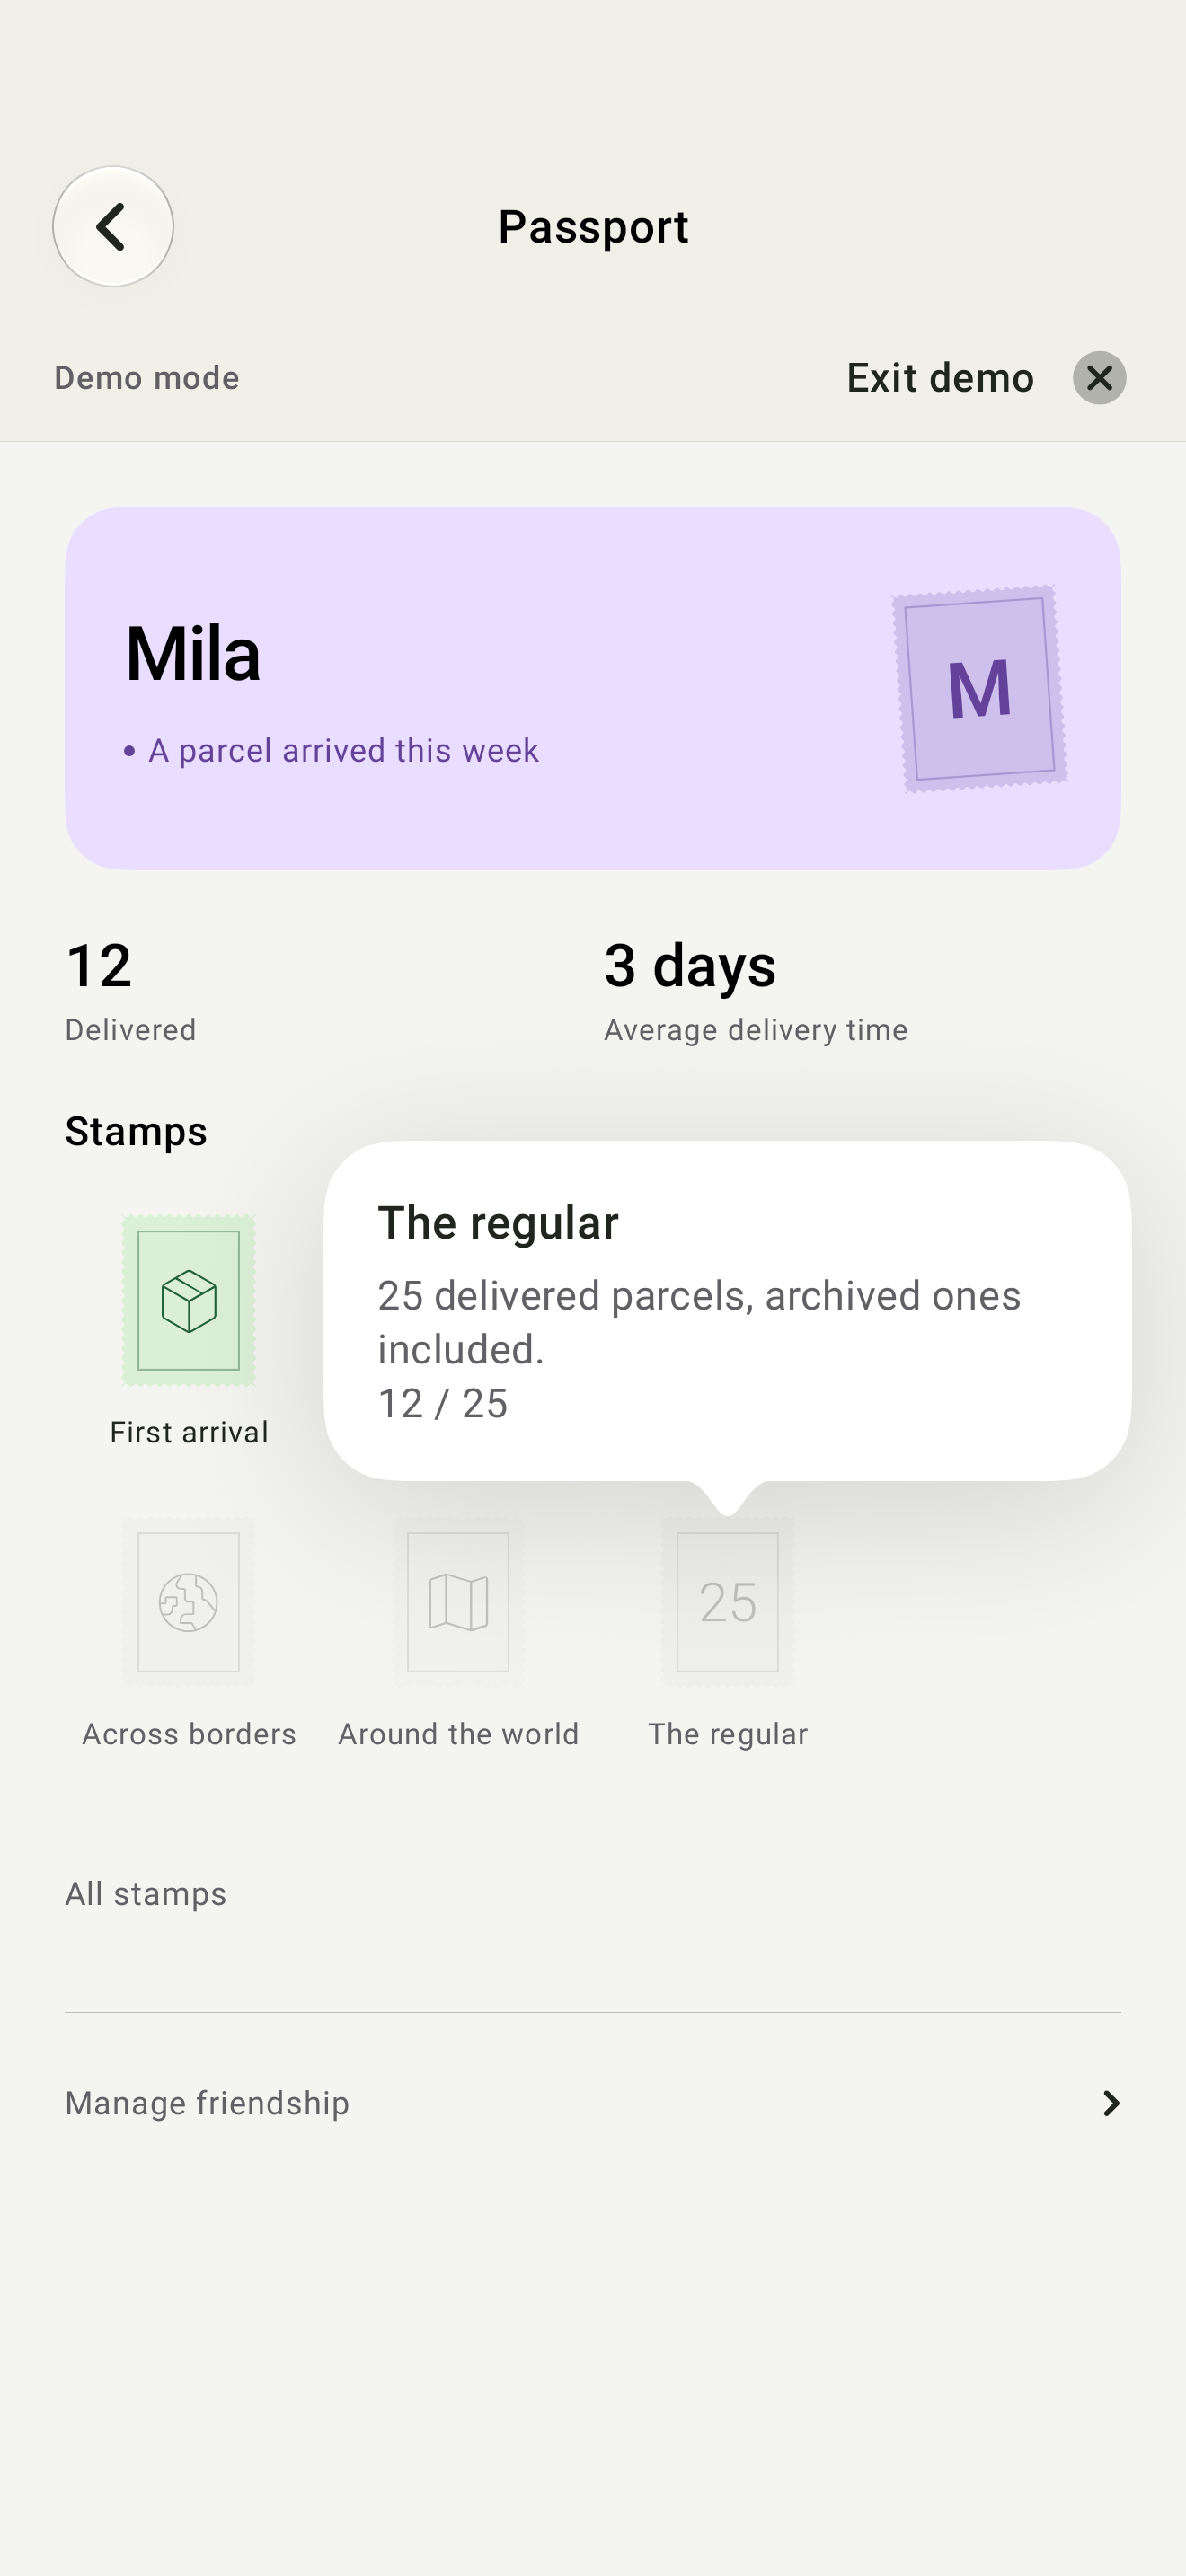 Passport
Demo mode
Exit demo
Mila
• A parcel arrived this week
M
12
Delivered
3 days
Average delivery time
Stamps
The regular
25 delivered parcels, archived ones
included.
12 / 25
First arrival
25
Across borders
Around the world
The regular
All stamps
Manage friendship